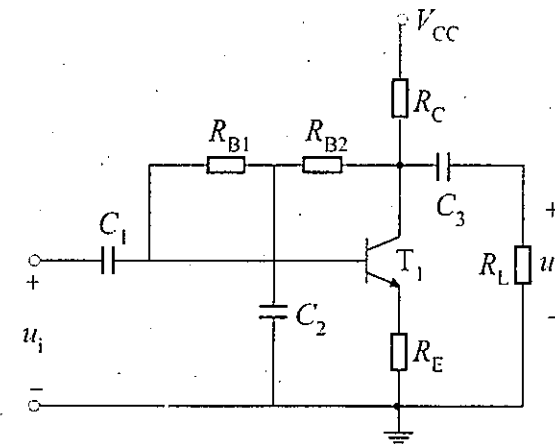 V_CC
R_C
R_B1
R_B2
C_1
C_3
+
T_1
R_L
u
+
C_2
−
u_i
R_E
−